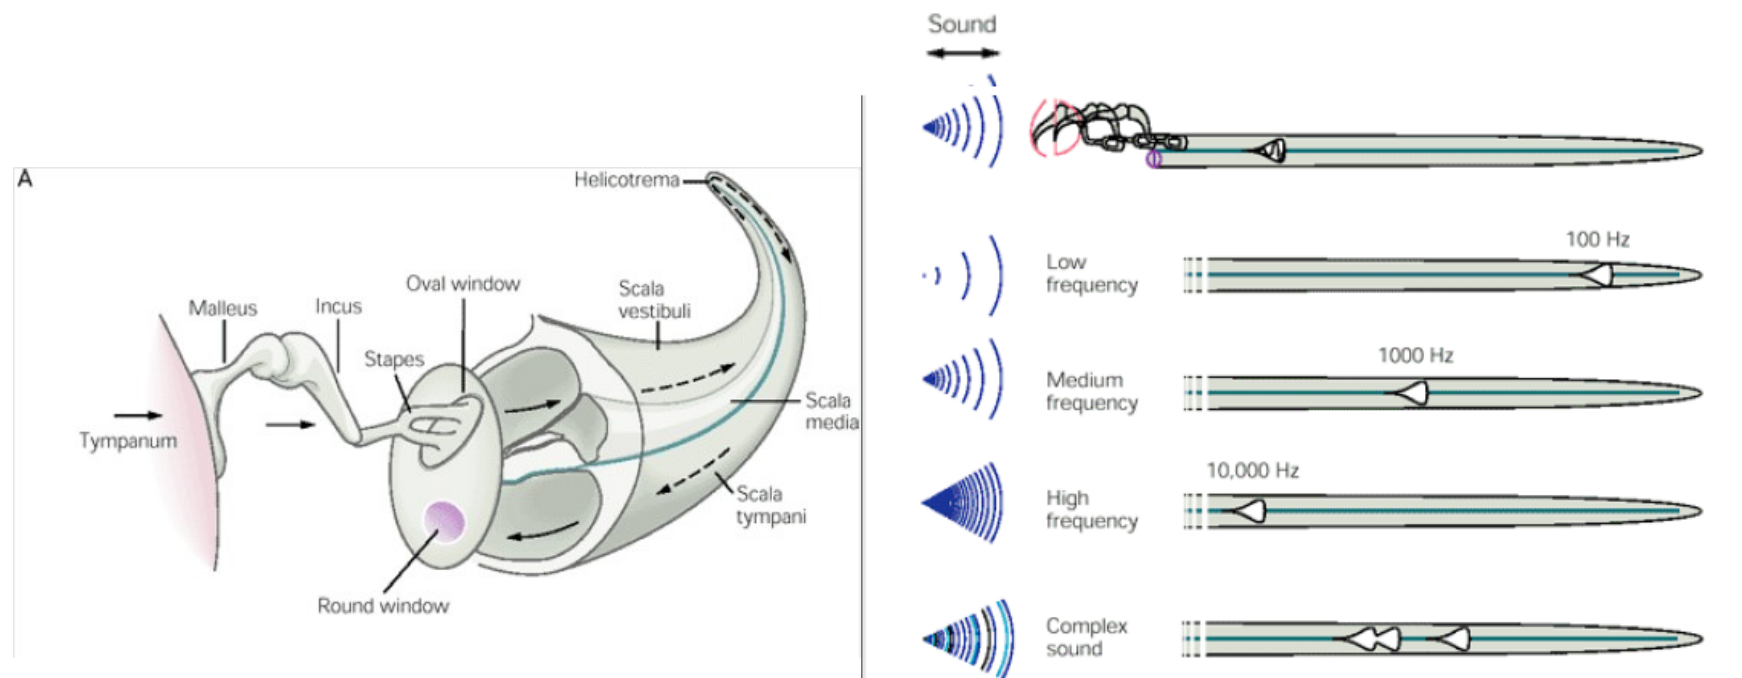 A
Helicotrema
Oval window
Malleus
Incus
Scala
vestibuli
Stapes
Scala
media
Tympanum
Scala
tympani
Round window
Sound
100 Hz
Low
frequency
1000 Hz
Medium
frequency
10,000 Hz
High
frequency
Complex
sound